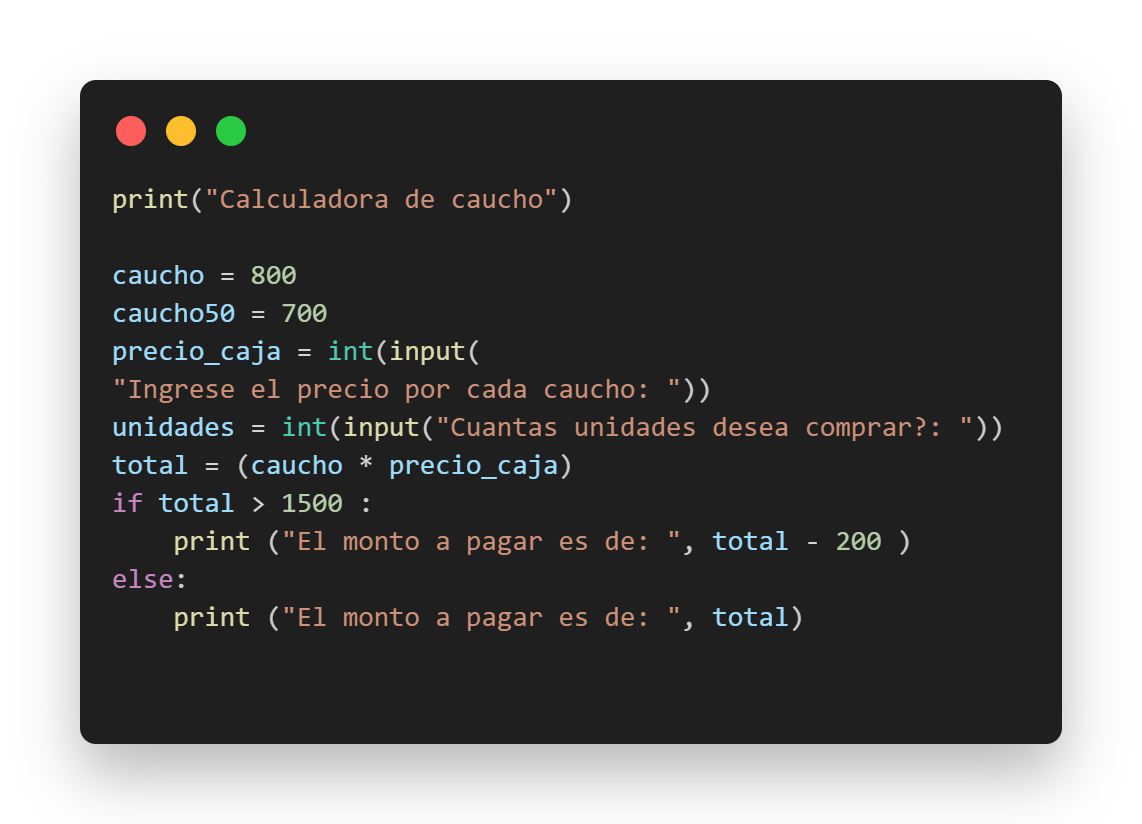 print("Calculadora de caucho")

caucho = 800
caucho50 = 700
precio_caja = int(input(
"Ingrese el precio por cada caucho: "))
unidades = int(input("Cuantas unidades desea comprar?: "))
total = (caucho * precio_caja)
if total > 1500 :
    print ("El monto a pagar es de: ", total - 200 )
else:
    print ("El monto a pagar es de: ", total)